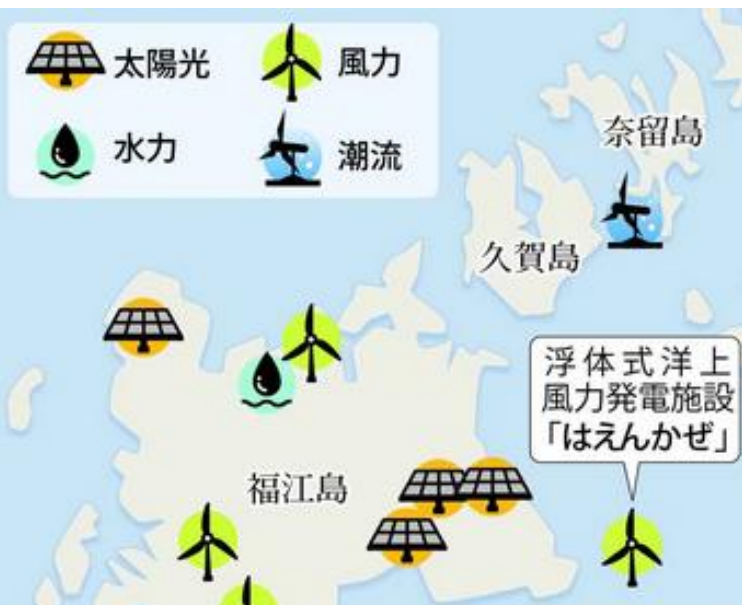 太陽光
風力
水力
潮流
奈留島
久賀島
浮体式洋上
風力発電施設
「はえんかぜ」
福江島